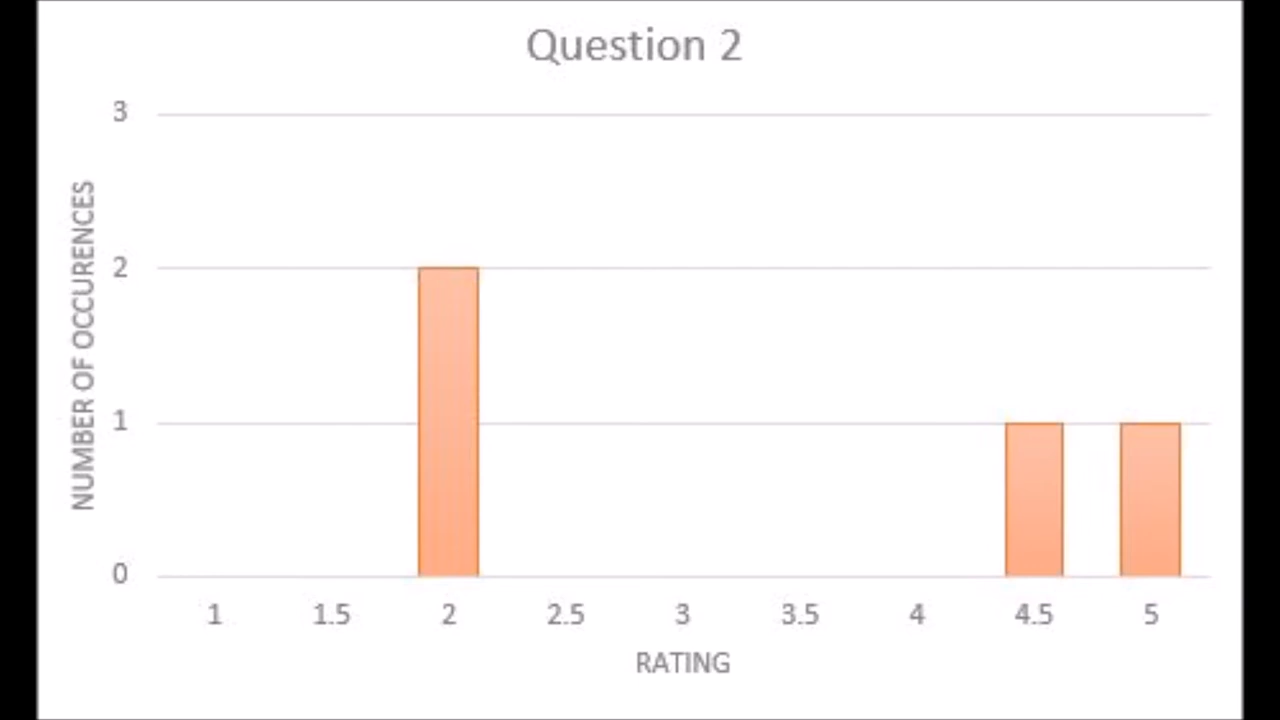 Question 2
3
2
1
0
NUMBER OF OCCURENCES
1 1.5 2 2.5 3 3.5 4 4.5 5
RATING